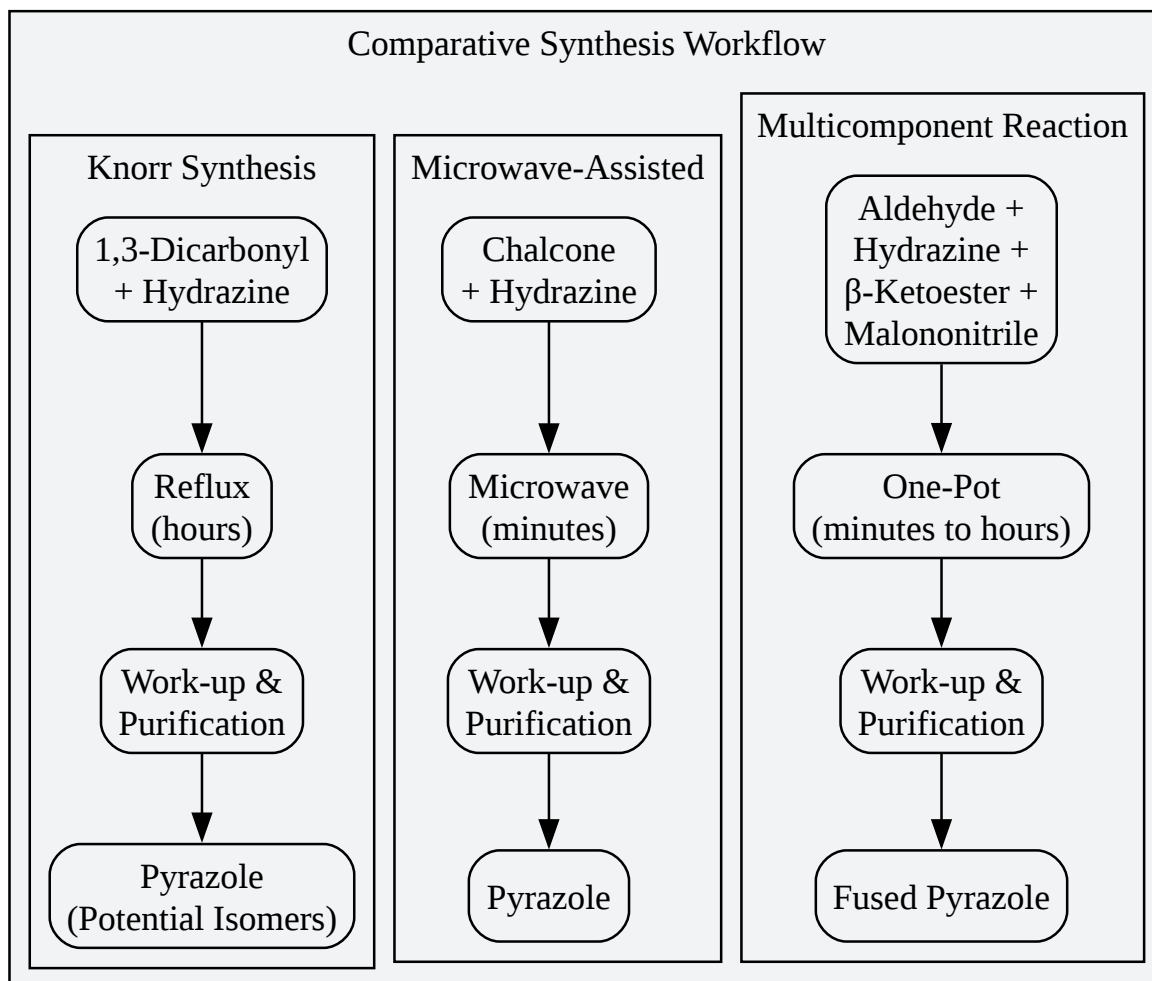 Comparative Synthesis Workflow
Knorr Synthesis
1,3-Dicarbonyl
+ Hydrazine
Reflux
(hours)
Work-up &
Purification
Pyrazole
(Potential Isomers)
Microwave-Assisted
Chalcone
+ Hydrazine
Microwave
(minutes)
Work-up &
Purification
Pyrazole
Multicomponent Reaction
Aldehyde +
Hydrazine +
β-Ketoester +
Malononitrile
One-Pot
(minutes to hours)
Work-up &
Purification
Fused Pyrazole